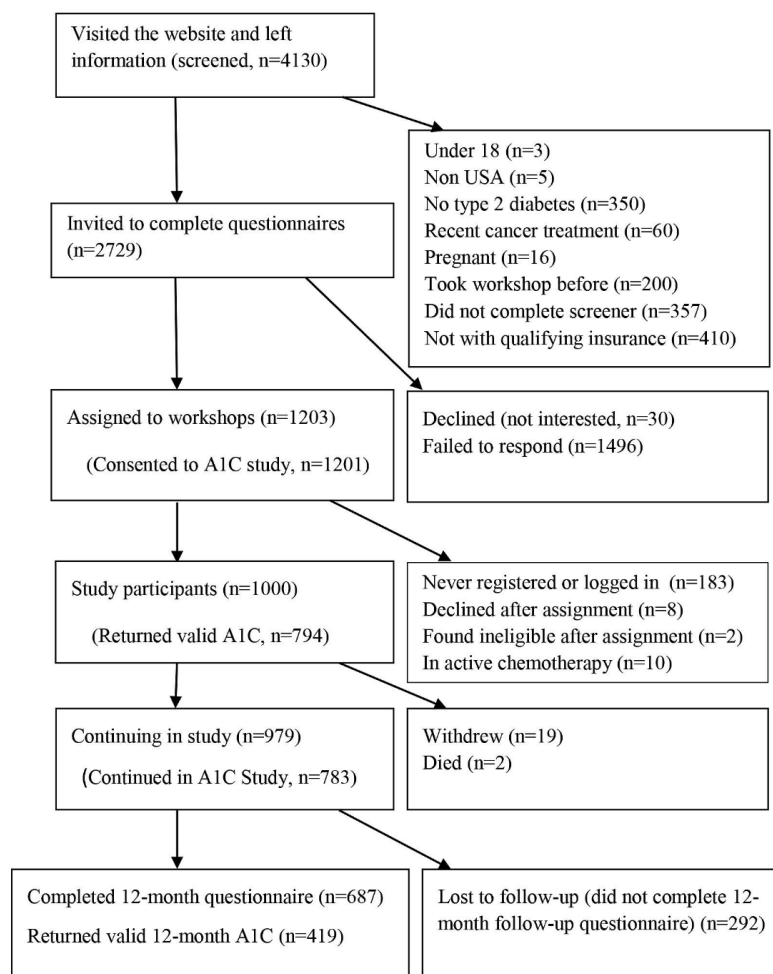 Visited the website and left
information (screened, n=4130)
Under 18 (n=3)
Non USA (n=5)
No type 2 diabetes (n=350)
Recent cancer treatment (n=60)
Pregnant (n=16)
Took workshop before (n=200)
Did not complete screener (n=357)
Not with qualifying insurance (n=410)
Invited to complete questionnaires
(n=2729)
Assigned to workshops (n=1203)
(Consented to A1C study, n=1201)
Declined (not interested, n=30)
Failed to respond (n=1496)
Study participants (n=1000)
(Returned valid A1C, n=794)
Never registered or logged in (n=183)
Declined after assignment (n=8)
Found ineligible after assignment (n=2)
In active chemotherapy (n=10)
Continuing in study (n=979)
(Continued in A1C Study, n=783)
Withdrew (n=19)
Died (n=2)
Completed 12-month questionnaire (n=687)
Returned valid 12-month A1C (n=419)
Lost to follow-up (did not complete 12-
month follow-up questionnaire) (n=292)